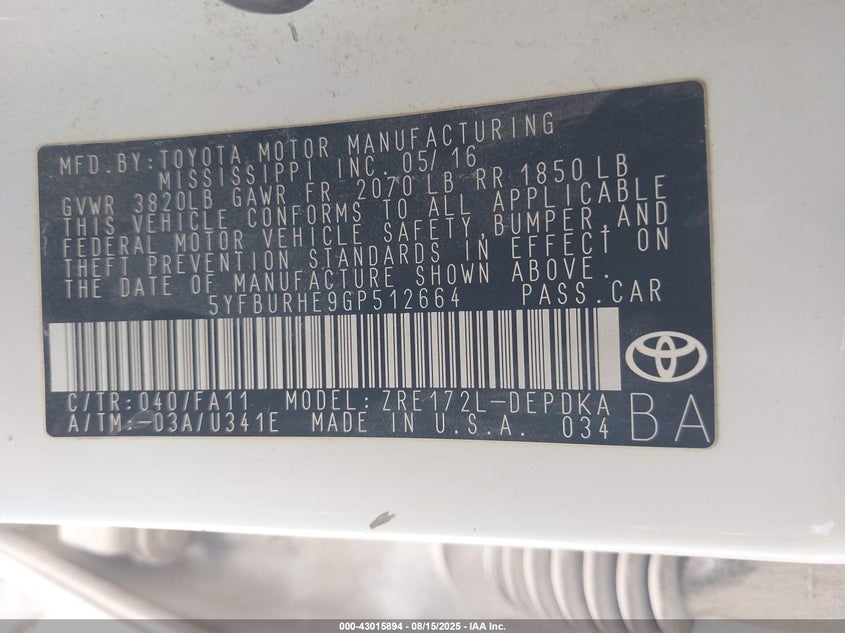 MFD.BY:TOYOTA MOTOR MANUFACTURING
MISSISSIPPI INC. 05/16
GVWR 3820LB GAWR FR 2070 LB RR 1850 LB
THIS VEHICLE CONFORMS TO ALL APPLICABLE
FEDERAL MOTOR VEHICLE SAFETY,BUMPER,AND
THEFT PREVENTION STANDARDS IN EFFECT ON
THE DATE OF MANUFACTURE SHOWN ABOVE.
5YFBURHE9GP512664 PASS.CAR
C/TR:040/FA11 MODEL:ZRE172L-DEPDKA
A/TM:-03A/U341E MADE IN U.S.A. 034
BA
000-43015894 - 08/15/2025 - IAA Inc.